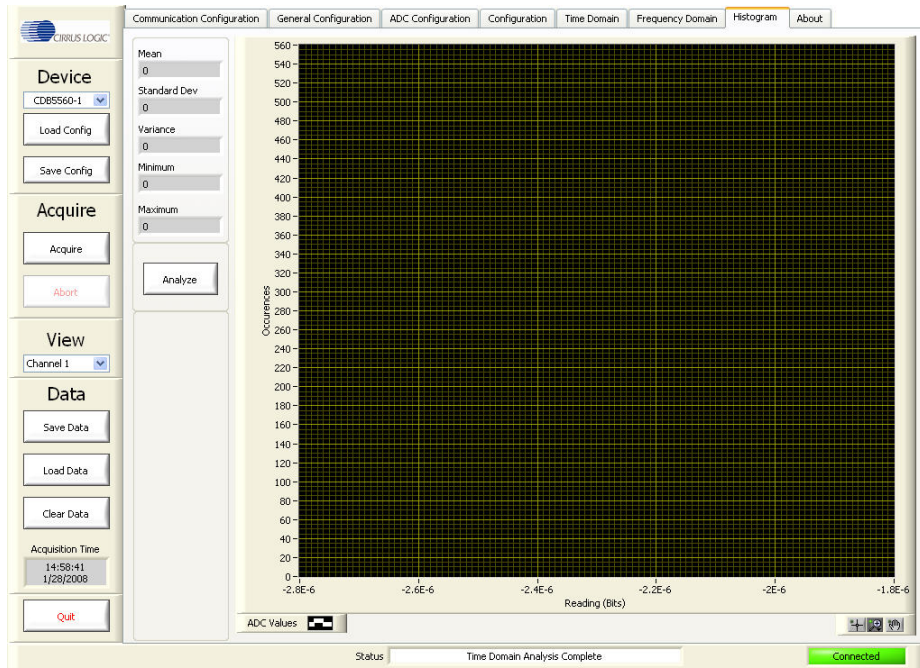 CIRRUS LOGIC
Communication Configuration
General Configuration
ADC Configuration
Configuration
Time Domain
Frequency Domain
Histogram
About
Device
CDB5560-1
Load Config
Save Config
Acquire
Acquire
Abort
View
Channel 1
Data
Save Data
Load Data
Clear Data
Acquisition Time
14:58:41
1/28/2008
Quit
Mean
0
Standard Dev
0
Variance
0
Minimum
0
Maximum
0
Analyze
Occurences
560
540
520
500
480
460
440
420
400
380
360
340
320
300
280
260
240
220
200
180
160
140
120
100
80
60
40
20
0
-2.8E-6
-2.6E-6
-2.4E-6
-2.2E-6
-2E-6
-1.8E-6
Reading (Bits)
ADC Values
Status
Time Domain Analysis Complete
Connected